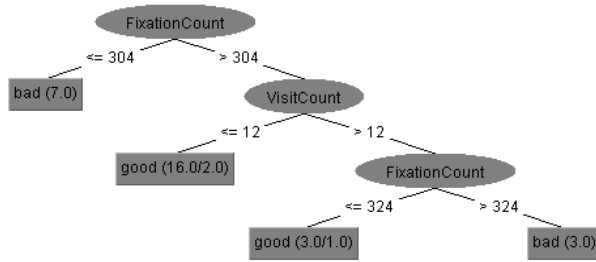 FixationCount
<= 304 > 304
bad (7.0)
VisitCount
<= 12 > 12
good (16.0/2.0)
FixationCount
<= 324 > 324
good (3.0/1.0) bad (3.0)